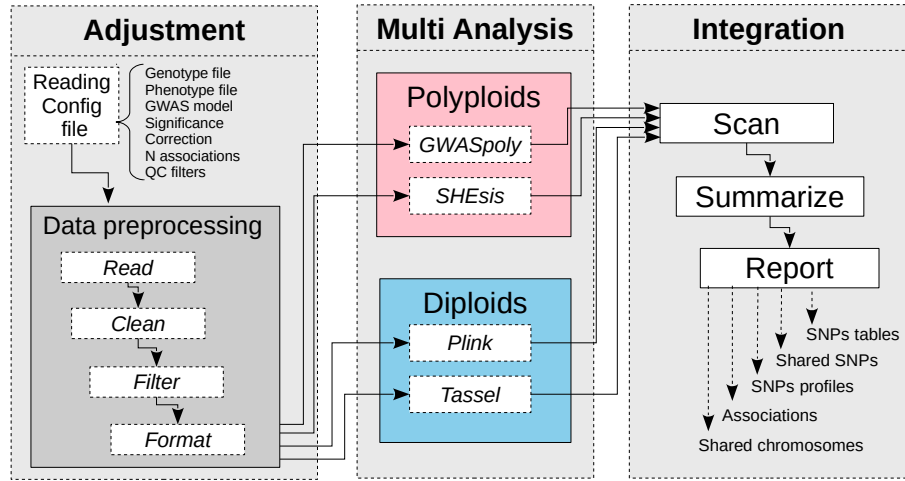 Adjustment
Reading
Config
file
Genotype file
Phenotype file
GWAS model
Significance
Correction
N associations
QC filters
Data preprocessing
Read
Clean
Filter
Format
Multi Analysis
Polyploids
GWASpoly
SHEsis
Diploids
Plink
Tassel
Integration
Scan
Summarize
Report
SNPs tables
Shared SNPs
SNPs profiles
Associations
Shared chromosomes